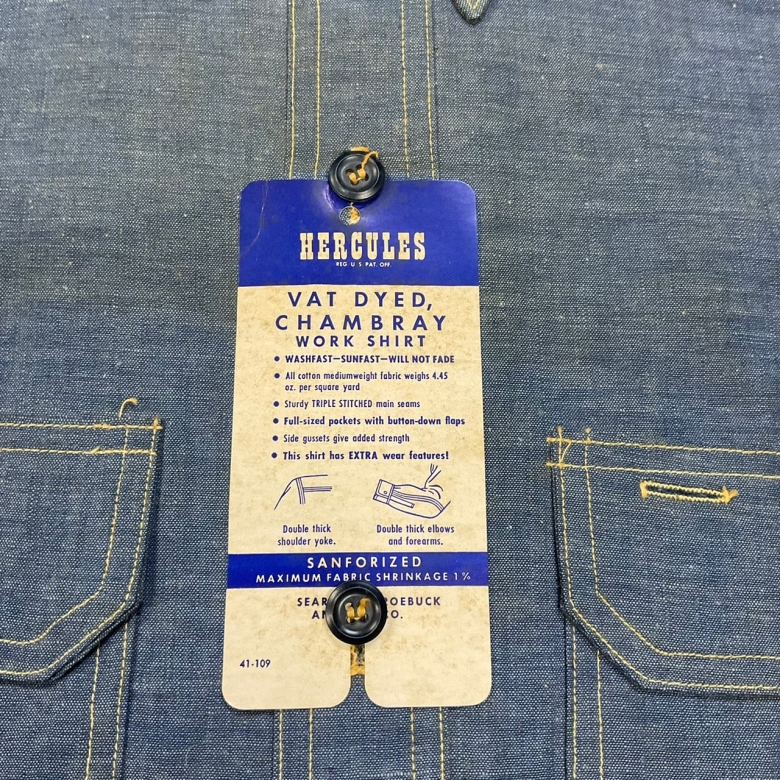 HERCULES
REG U S PAT. OFF.
VAT DYED,
CHAMBRAY
WORK SHIRT
• WASHFAST—SUNFAST—WILL NOT FADE
• All cotton mediumweight fabric weighs 4.45
oz. per square yard
• Sturdy TRIPLE STITCHED main seams
• Full-sized pockets with button-down flaps
• Side gussets give added strength
• This shirt has EXTRA wear features!
Double thick
shoulder yoke.
Double thick elbows
and forearms.
SANFORIZED
MAXIMUM FABRIC SHRINKAGE 1%
41-109